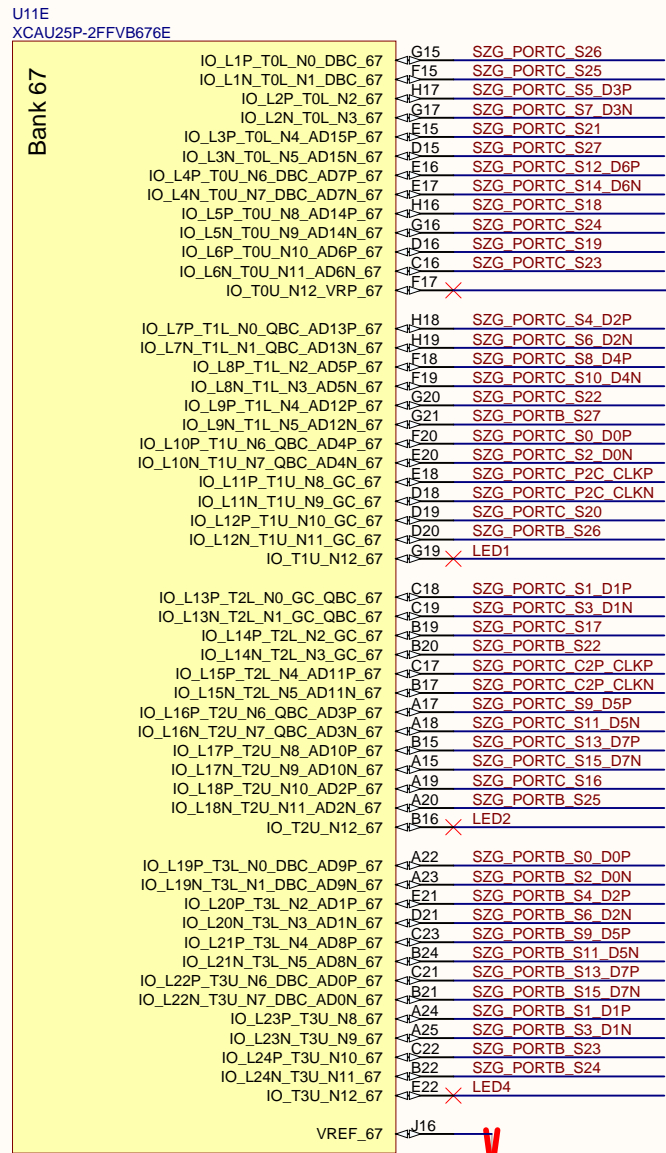 U11E
XCAU25P-2FFVB676E
Bank 67
IO_L1P_T0L_N0_DBC_67 G15 SZG_PORTC_S26
IO_L1N_T0L_N1_DBC_67 F15 SZG_PORTC_S25
IO_L2P_T0L_N2_67 H17 SZG_PORTC_S5_D3P
IO_L2N_T0L_N3_67 G17 SZG_PORTC_S7_D3N
IO_L3P_T0L_N4_AD15P_67 E15 SZG_PORTC_S21
IO_L3N_T0L_N5_AD15N_67 D15 SZG_PORTC_S27
IO_L4P_T0U_N6_DBC_AD7P_67 E16 SZG_PORTC_S12_D6P
IO_L4N_T0U_N7_DBC_AD7N_67 E17 SZG_PORTC_S14_D6N
IO_L5P_T0U_N8_AD14P_67 H16 SZG_PORTC_S18
IO_L5N_T0U_N9_AD14N_67 G16 SZG_PORTC_S24
IO_L6P_T0U_N10_AD6P_67 D16 SZG_PORTC_S19
IO_L6N_T0U_N11_AD6N_67 C16 SZG_PORTC_S23
IO_T0U_N12_VRP_67 F17
IO_L7P_T1L_N0_QBC_AD13P_67 H18 SZG_PORTC_S4_D2P
IO_L7N_T1L_N1_QBC_AD13N_67 H19 SZG_PORTC_S6_D2N
IO_L8P_T1L_N2_AD5P_67 F18 SZG_PORTC_S8_D4P
IO_L8N_T1L_N3_AD5N_67 F19 SZG_PORTC_S10_D4N
IO_L9P_T1L_N4_AD12P_67 G20 SZG_PORTC_S22
IO_L9N_T1L_N5_AD12N_67 G21 SZG_PORTB_S27
IO_L10P_T1U_N6_QBC_AD4P_67 F20 SZG_PORTC_S0_D0P
IO_L10N_T1U_N7_QBC_AD4N_67 E20 SZG_PORTC_S2_D0N
IO_L11P_T1U_N8_GC_67 E18 SZG_PORTC_P2C_CLKP
IO_L11N_T1U_N9_GC_67 D18 SZG_PORTC_P2C_CLKN
IO_L12P_T1U_N10_GC_67 D19 SZG_PORTC_S20
IO_L12N_T1U_N11_GC_67 D20 SZG_PORTB_S26
IO_T1U_N12_67 G19 LED1
IO_L13P_T2L_N0_GC_QBC_67 C18 SZG_PORTC_S1_D1P
IO_L13N_T2L_N1_GC_QBC_67 C19 SZG_PORTC_S3_D1N
IO_L14P_T2L_N2_GC_67 B19 SZG_PORTC_S17
IO_L14N_T2L_N3_GC_67 B20 SZG_PORTB_S22
IO_L15P_T2L_N4_AD11P_67 C17 SZG_PORTC_C2P_CLKP
IO_L15N_T2L_N5_AD11N_67 B17 SZG_PORTC_C2P_CLKN
IO_L16P_T2U_N6_QBC_AD3P_67 A17 SZG_PORTC_S9_D5P
IO_L16N_T2U_N7_QBC_AD3N_67 A18 SZG_PORTC_S11_D5N
IO_L17P_T2U_N8_AD10P_67 B15 SZG_PORTC_S13_D7P
IO_L17N_T2U_N9_AD10N_67 A15 SZG_PORTC_S15_D7N
IO_L18P_T2U_N10_AD2P_67 A19 SZG_PORTC_S16
IO_L18N_T2U_N11_AD2N_67 A20 SZG_PORTB_S25
IO_T2U_N12_67 B16 LED2
IO_L19P_T3L_N0_DBC_AD9P_67 A22 SZG_PORTB_S0_D0P
IO_L19N_T3L_N1_DBC_AD9N_67 A23 SZG_PORTB_S2_D0N
IO_L20P_T3L_N2_AD1P_67 E21 SZG_PORTB_S4_D2P
IO_L20N_T3L_N3_AD1N_67 D21 SZG_PORTB_S6_D2N
IO_L21P_T3L_N4_AD8P_67 C23 SZG_PORTB_S9_D5P
IO_L21N_T3L_N5_AD8N_67 B24 SZG_PORTB_S11_D5N
IO_L22P_T3U_N6_DBC_AD0P_67 C21 SZG_PORTB_S13_D7P
IO_L22N_T3U_N7_DBC_AD0N_67 B21 SZG_PORTB_S15_D7N
IO_L23P_T3U_N8_67 A24 SZG_PORTB_S1_D1P
IO_L23N_T3U_N9_67 A25 SZG_PORTB_S3_D1N
IO_L24P_T3U_N10_67 C22 SZG_PORTB_S23
IO_L24N_T3U_N11_67 B22 SZG_PORTB_S24
IO_T3U_N12_67 E22 LED4
VREF_67 J16